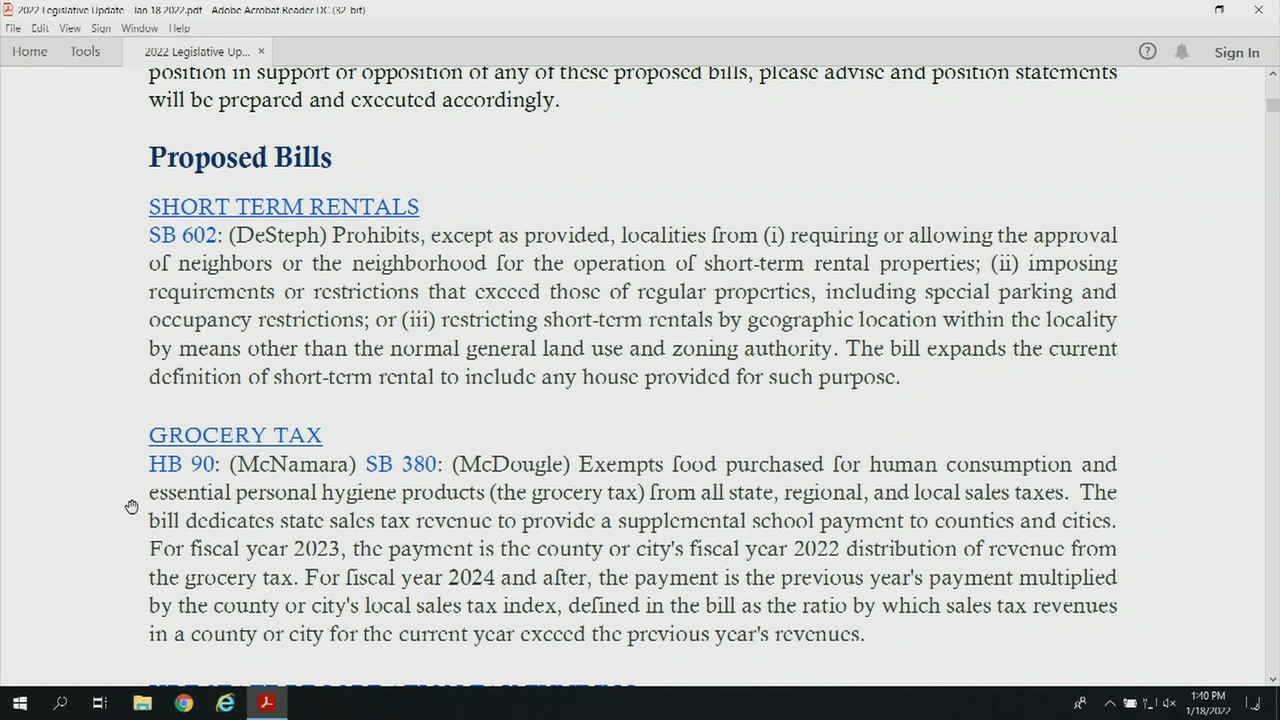 2022 Legislative Update - Jan 18 2022.pdf - Adobe Acrobat Reader DC (32-bit)
File Edit View Sign Window Help
Home Tools 2022 Legislative Up... × Sign In
position in support or opposition of any of these proposed bills, please advise and position statements
will be prepared and executed accordingly.
Proposed Bills
SHORT TERM RENTALS
SB 602: (DeSteph) Prohibits, except as provided, localities from (i) requiring or allowing the approval
of neighbors or the neighborhood for the operation of short-term rental properties; (ii) imposing
requirements or restrictions that exceed those of regular properties, including special parking and
occupancy restrictions; or (iii) restricting short-term rentals by geographic location within the locality
by means other than the normal general land use and zoning authority. The bill expands the current
definition of short-term rental to include any house provided for such purpose.
GROCERY TAX
HB 90: (McNamara) SB 380: (McDougle) Exempts food purchased for human consumption and
essential personal hygiene products (the grocery tax) from all state, regional, and local sales taxes. The
bill dedicates state sales tax revenue to provide a supplemental school payment to counties and cities.
For fiscal year 2023, the payment is the county or city's fiscal year 2022 distribution of revenue from
the grocery tax. For fiscal year 2024 and after, the payment is the previous year's payment multiplied
by the county or city's local sales tax index, defined in the bill as the ratio by which sales tax revenues
in a county or city for the current year exceed the previous year's revenues.
1:40 PM
1/18/2022